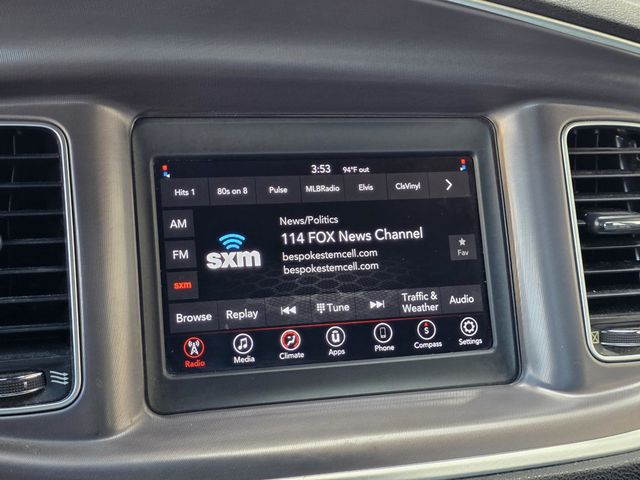 3:53 94°F out
Hits 1 80s on 8 Pulse MLBRadio Elvis ClsVinyl
AM
FM
sxm
sxm
News/Politics
114 FOX News Channel
bespokestemcell.com
bespokestemcell.com
Fav
Browse Replay Tune Traffic & Weather Audio
Radio Media Climate Apps Phone Compass Settings
S